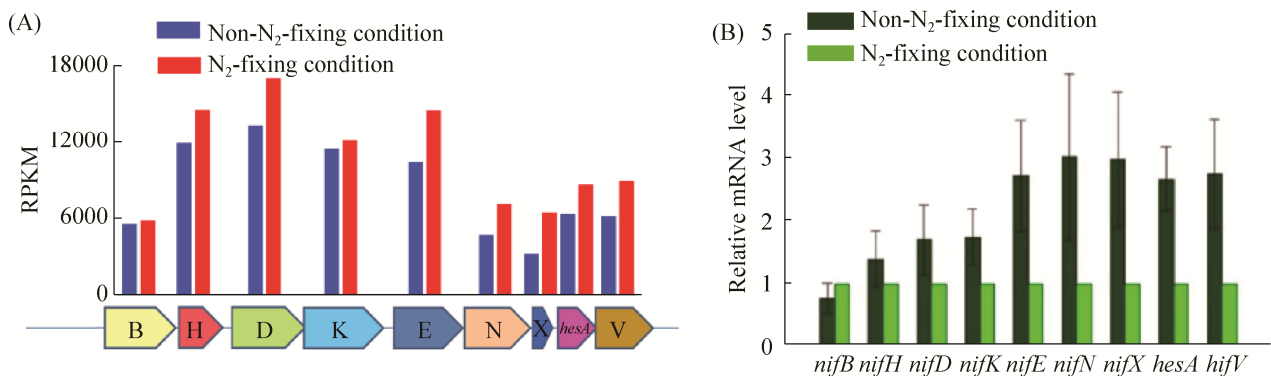 (A)
Non-N₂-fixing condition
N₂-fixing condition
RPKM
18000
12000
6000
0
B H D K E N X hesA V
(B)
Non-N₂-fixing condition
N₂-fixing condition
Relative mRNA level
5
4
3
2
1
0
nifB nifH nifD nifK nifE nifN nifX hesA hifV